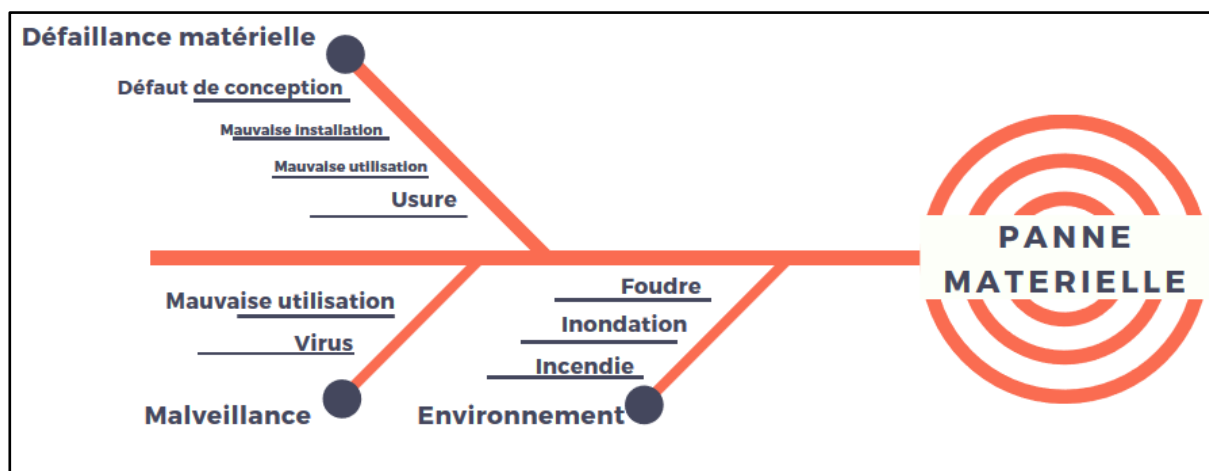 Défaillance matérielle
Défaut de conception
Mauvaise installation
Mauvaise utilisation
Usure
PANNE
MATERIELLE
Mauvaise utilisation
Virus
Malveillance
Foudre
Inondation
Incendie
Environnement